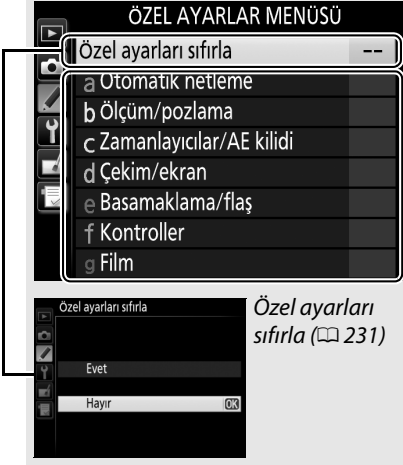 ÖZEL AYARLAR MENÜSÜ
Özel ayarları sıfırla --
a Otomatik netleme
b Ölçüm/pozlama
c Zamanlayıcılar/AE kilidi
d Çekim/ekran
e Basamaklama/flaş
f Kontroller
g Film
Özel ayarları sıfırla
Evet
Hayır OK
Özel ayarları
sıfırla (🕮 231)